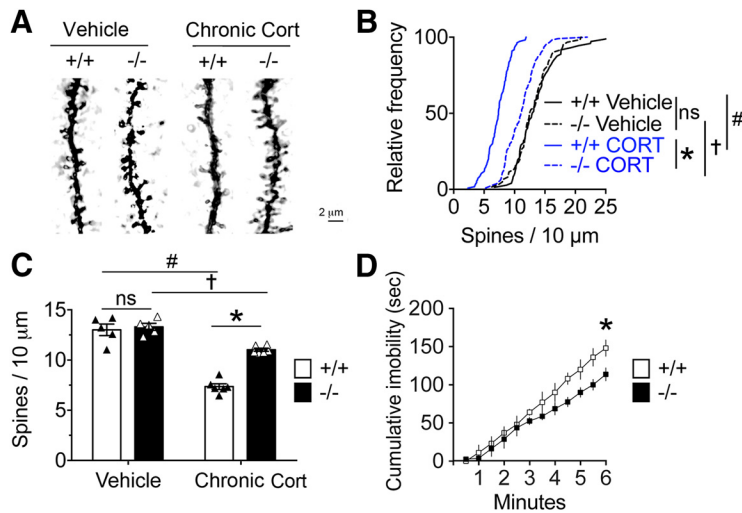 A
Vehicle
Chronic Cort
+/+
-/-
+/+
-/-
2 μm
B
Relative frequency
100
50
0
0
5
10
15
20
25
Spines / 10 μm
+/+ Vehicle
-/- Vehicle
+/+ CORT
-/- CORT
ns
*
†
#
C
Spines / 10 μm
15
10
5
0
#
†
ns
*
Vehicle
Chronic Cort
+/+
-/-
D
Cumulative imobility (sec)
200
150
100
50
0
*
1
2
3
4
5
6
Minutes
+/+
-/-